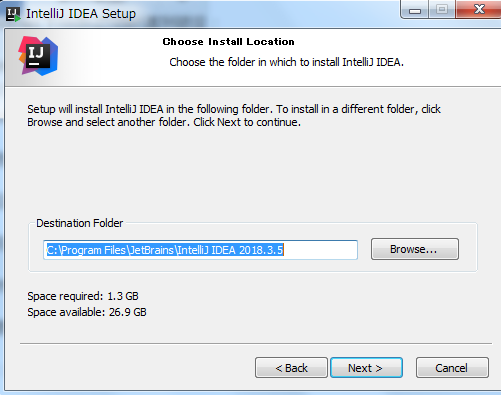 IntelliJ IDEA Setup
IJ
Choose Install Location
Choose the folder in which to install IntelliJ IDEA.
Setup will install IntelliJ IDEA in the following folder. To install in a different folder, click
Browse and select another folder. Click Next to continue.
Destination Folder
C:\Program Files\JetBrains\IntelliJ IDEA 2018.3.5
Browse...
Space required: 1.3 GB
Space available: 26.9 GB
< Back
Next >
Cancel